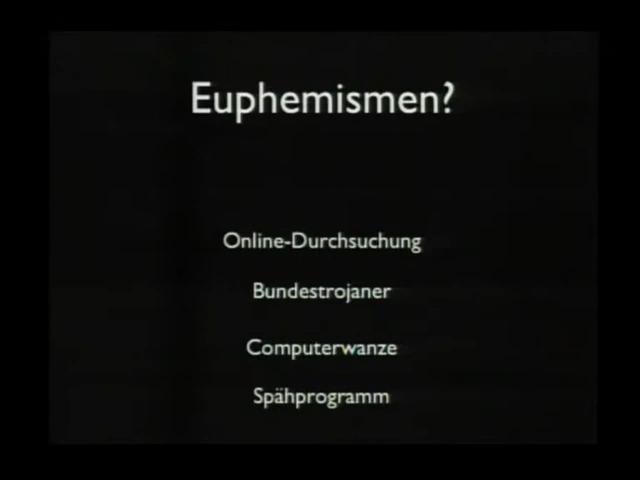 Euphemismen?
Online-Durchsuchung
Bundestrojaner
Computerwanze
Spähprogramm